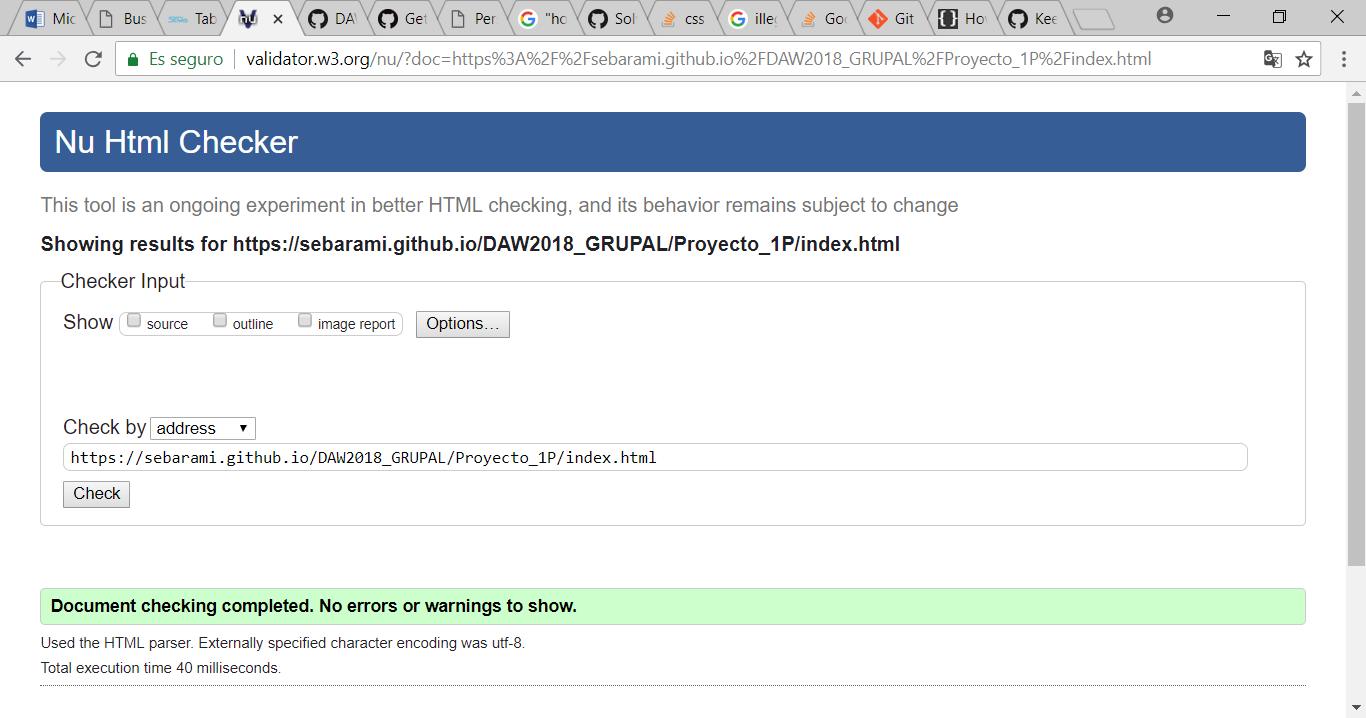 Mic Bus Tab DA Get Per "ho Sol css ille Goo Git Ho Kee
Es seguro validator.w3.org/nu/?doc=https%3A%2F%2Fsebarami.github.io%2FDAW2018_GRUPAL%2FProyecto_1P%2Findex.html
Nu Html Checker
This tool is an ongoing experiment in better HTML checking, and its behavior remains subject to change
Showing results for https://sebarami.github.io/DAW2018_GRUPAL/Proyecto_1P/index.html
Checker Input
Show source outline image report Options…
Check by address
https://sebarami.github.io/DAW2018_GRUPAL/Proyecto_1P/index.html
Check
Document checking completed. No errors or warnings to show.
Used the HTML parser. Externally specified character encoding was utf-8.
Total execution time 40 milliseconds.